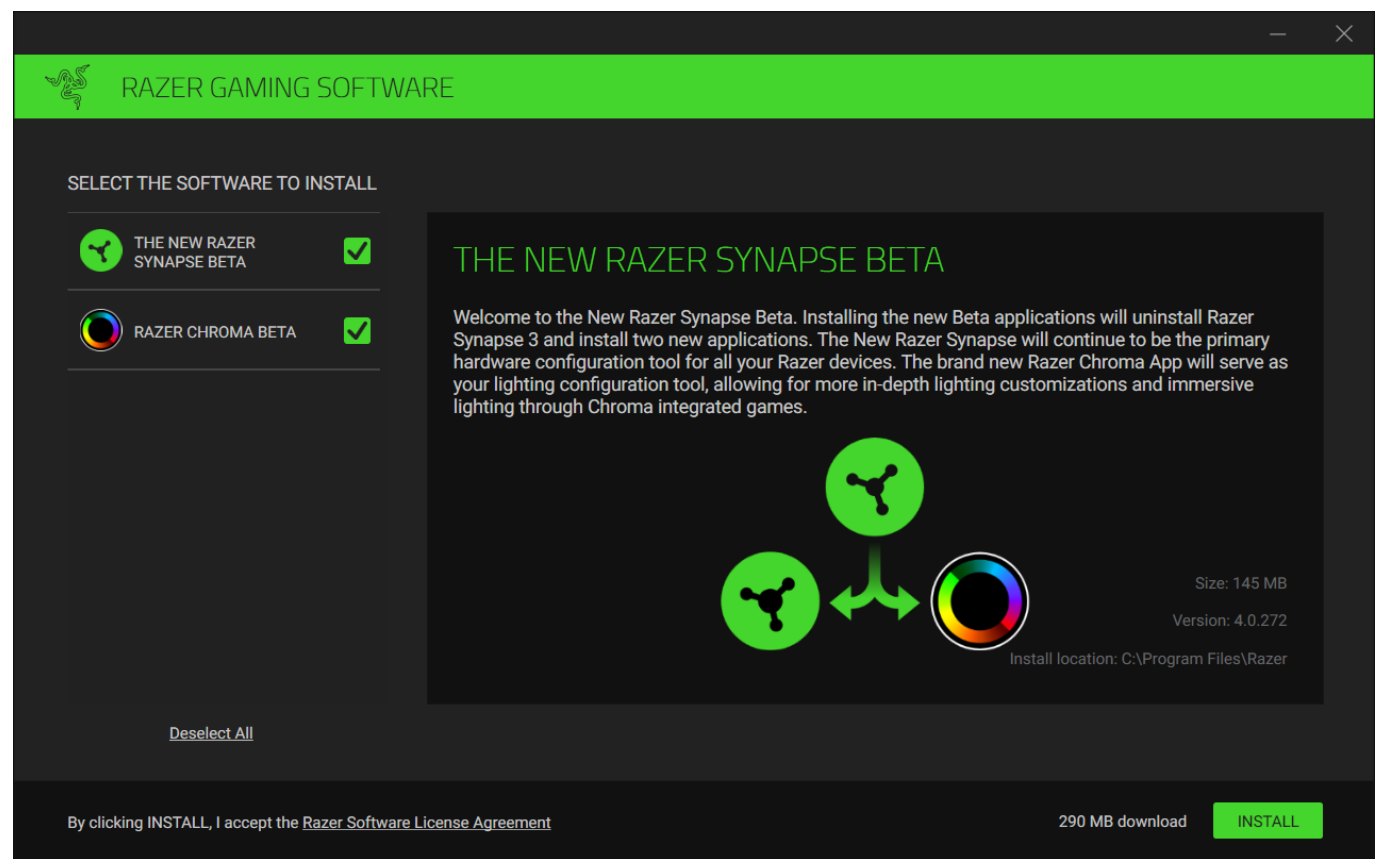 RAZER GAMING SOFTWARE
SELECT THE SOFTWARE TO INSTALL
THE NEW RAZER
SYNAPSE BETA
RAZER CHROMA BETA
Deselect All
THE NEW RAZER SYNAPSE BETA
Welcome to the New Razer Synapse Beta. Installing the new Beta applications will uninstall Razer
Synapse 3 and install two new applications. The New Razer Synapse will continue to be the primary
hardware configuration tool for all your Razer devices. The brand new Razer Chroma App will serve as
your lighting configuration tool, allowing for more in-depth lighting customizations and immersive
lighting through Chroma integrated games.
Size: 145 MB
Version: 4.0.272
Install location: C:\Program Files\Razer
By clicking INSTALL, I accept the Razer Software License Agreement
290 MB download
INSTALL